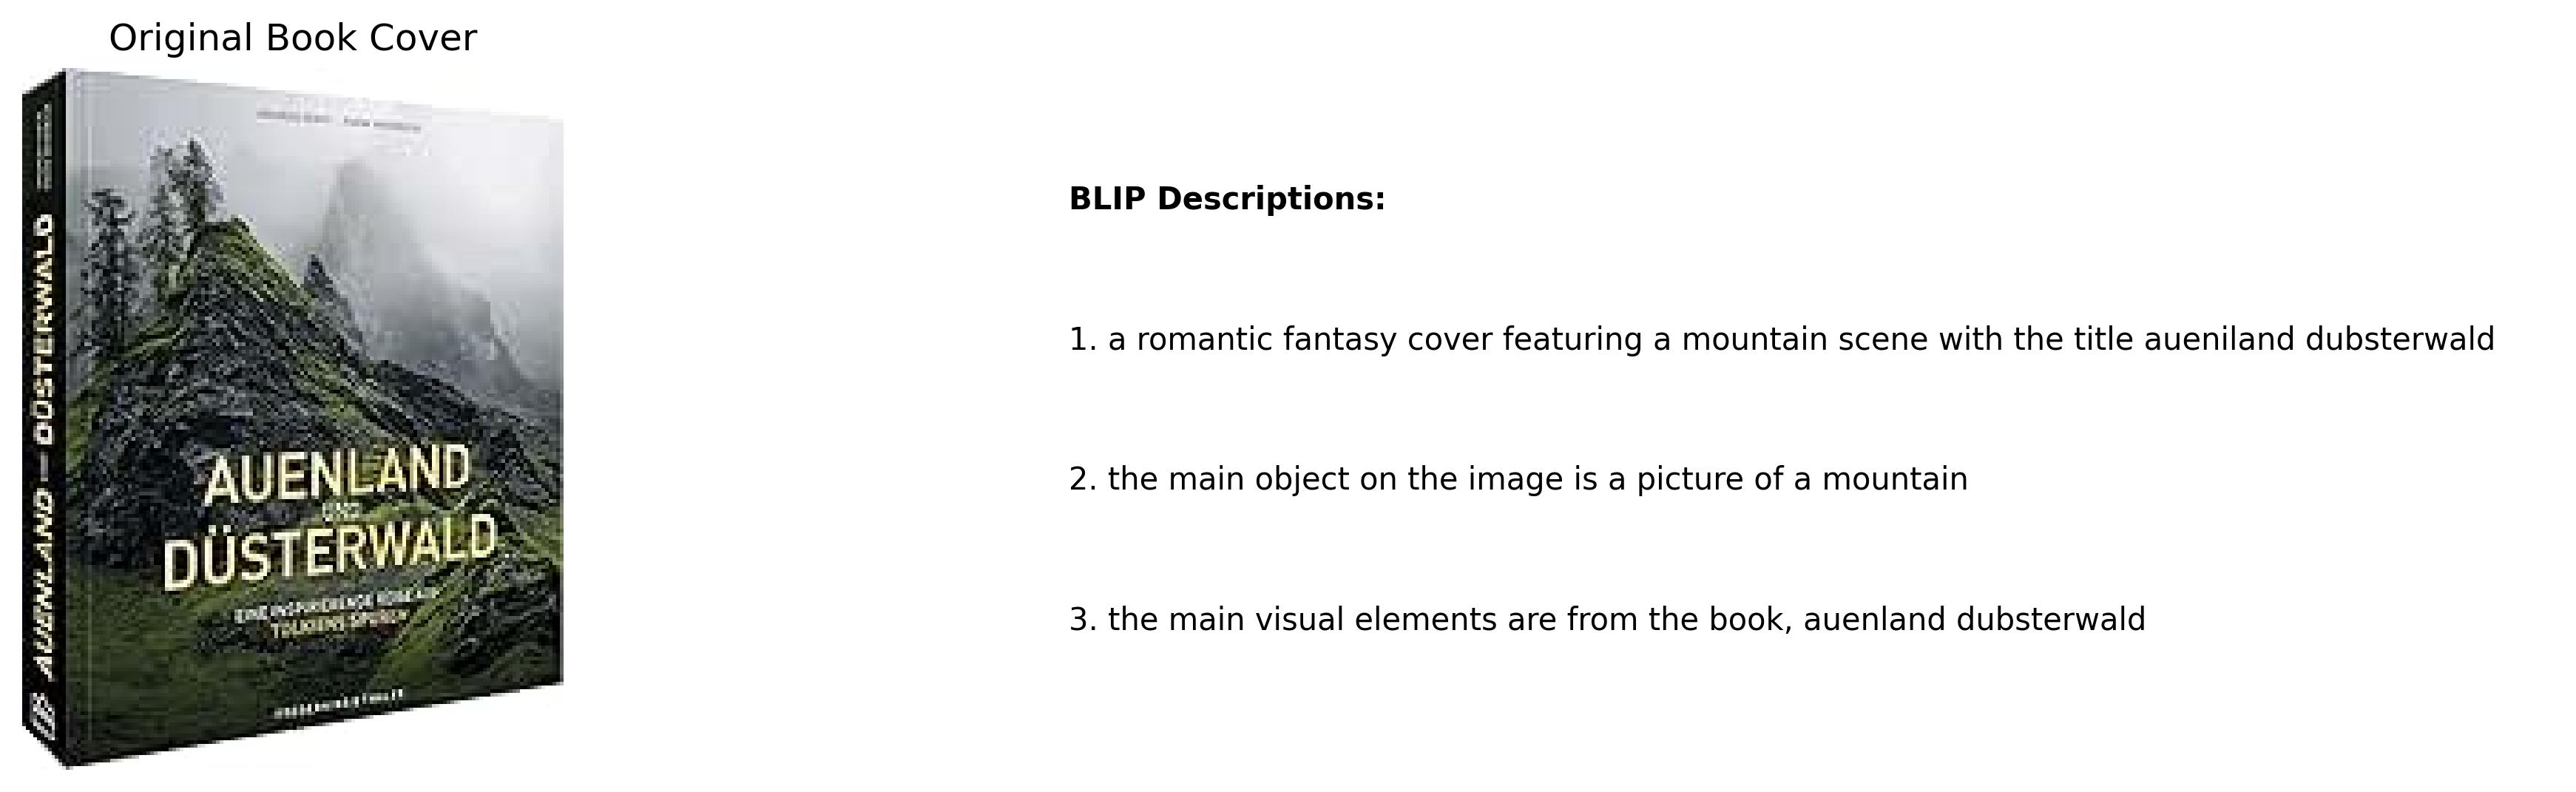 Original Book Cover
AUENLAND — DÜSTERWALD
AUENLAND
UND
DÜSTERWALD
EINE INSPIRIERENDE REISE AUF
TOLKIENS SPUREN
BLIP Descriptions:
1. a romantic fantasy cover featuring a mountain scene with the title aueniland dubsterwald
2. the main object on the image is a picture of a mountain
3. the main visual elements are from the book, auenland dubsterwald